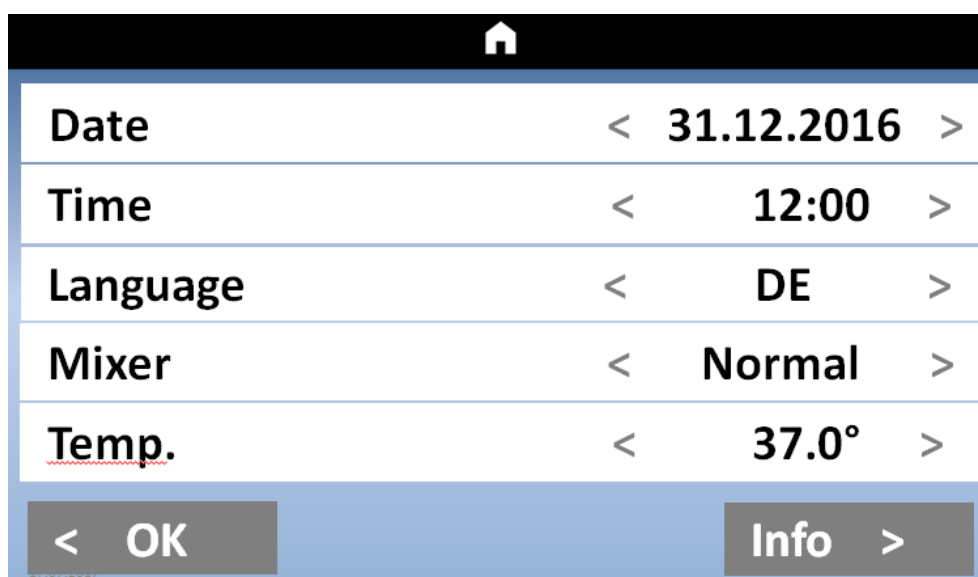 Date < 31.12.2016 >
Time < 12:00 >
Language < DE >
Mixer < Normal >
Temp. < 37.0° >
< OK Info >